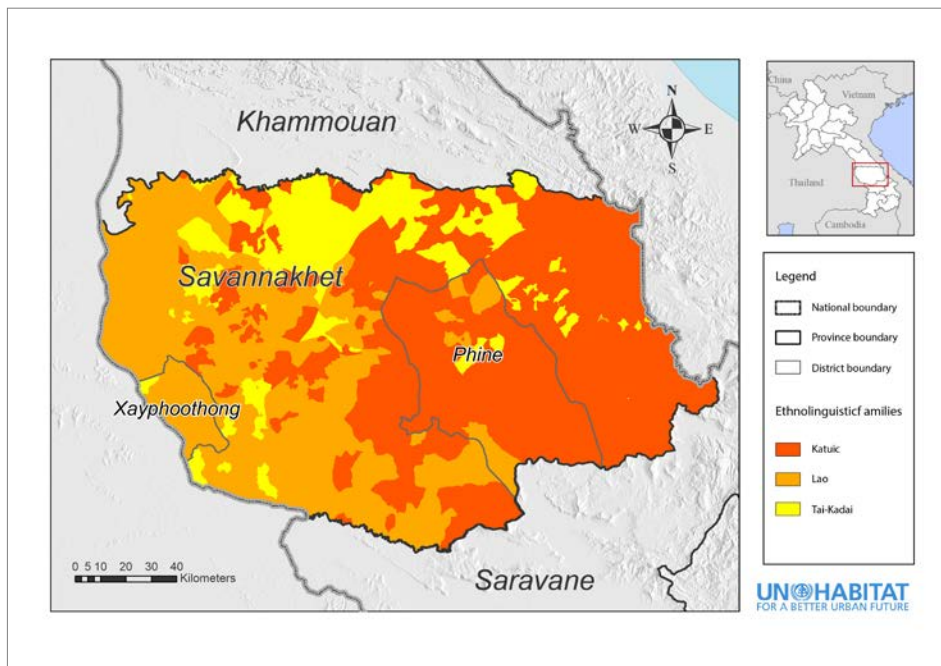 Khammouan
N
W E
S
Savannakhet
Phine
Xayphoothong
Saravane
0 5 10 20 30 40
Kilometers
China
Vietnam
Thailand
Cambodia
Legend
National boundary
Province boundary
District boundary
Ethnolinguisticf amilies
Katuic
Lao
Tai-Kadai
UN HABITAT
FOR A BETTER URBAN FUTURE